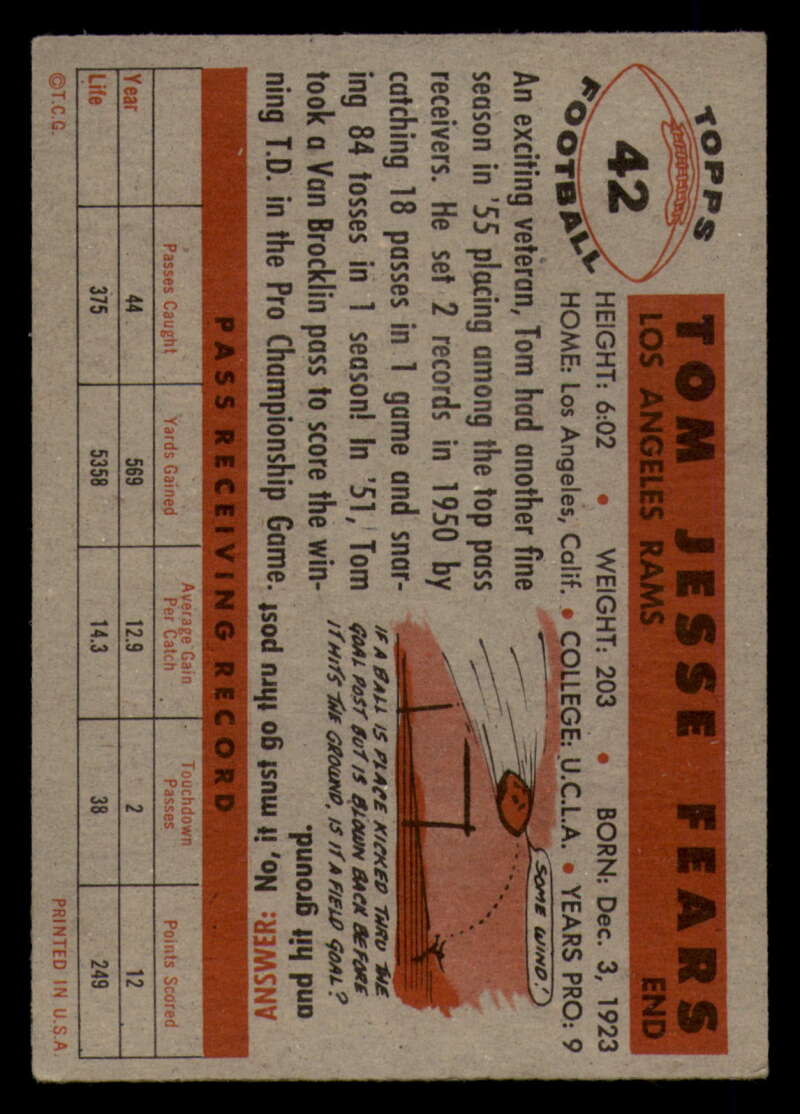 TOPPS
42
FOOTBALL
TOM JESSE FEARS
LOS ANGELES RAMS END
HEIGHT: 6:02 • WEIGHT: 203 • BORN: Dec. 3, 1923
HOME: Los Angeles, Calif. • COLLEGE: U.C.L.A. • YEARS PRO: 9
An exciting veteran, Tom had another fine
season in '55 placing among the top pass
receivers. He set 2 records in 1950 by
catching 18 passes in 1 game and snar-
ing 84 tosses in 1 season! In '51, Tom
took a Van Brocklin pass to score the win-
ning T.D. in the Pro Championship Game.
SOME WIND!
IF A BALL IS PLACE KICKED THRU THE
GOAL POST BUT IS BLOWN BACK BEFORE
IT HITS THE GROUND, IS IT A FIELD GOAL?
ANSWER: No, it must go thru post
and hit ground.
PASS RECEIVING RECORD
Passes Caught Yards Gained Average Gain Per Catch Touchdown Passes Points Scored
Year 44 569 12.9 2 12
Life 375 5358 14.3 38 249
©T.C.G. PRINTED IN U.S.A